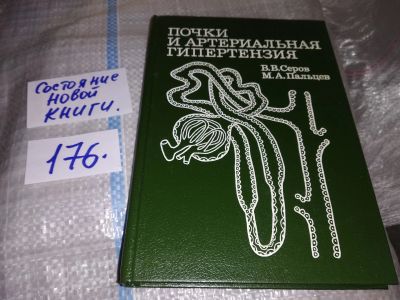 Состояние
новой
книги.
176.
ПОЧКИ
И АРТЕРИАЛЬНАЯ
ГИПЕРТЕНЗИЯ
В.В.Серов
М.А.Пальцев